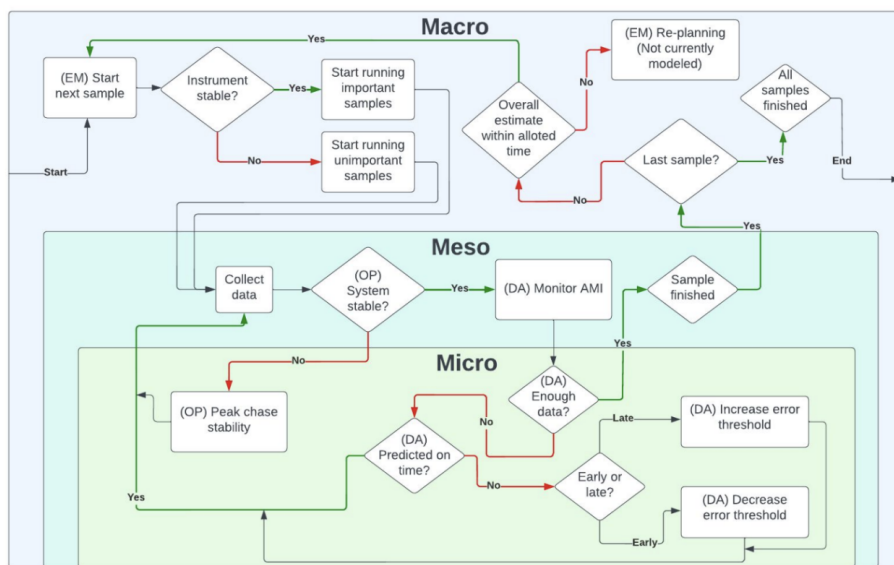 Macro
Yes
(EM) Start
next sample
Instrument
stable?
Yes
Start running
important
samples
No
Start running
unimportant
samples
Start
(EM) Re-planning
(Not currently
modeled)
No
Overall
estimate
within alloted
time
No
Last sample?
Yes
All
samples
finished
End
Yes
Meso
Collect
data
(OP)
System
stable?
Yes
(DA) Monitor AMI
Sample
finished
Yes
No
Micro
(OP) Peak chase
stability
(DA)
Enough
data?
No
(DA)
Predicted on
time?
Yes
No
Early or
late?
Late
(DA) Increase error
threshold
Early
(DA) Decrease
error threshold